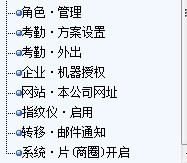 角色·管理
考勤·方案设置
考勤·外出
企业·机器授权
网站·本公司网址
指纹仪·启用
转移·邮件通知
系统·片(商圈)开启